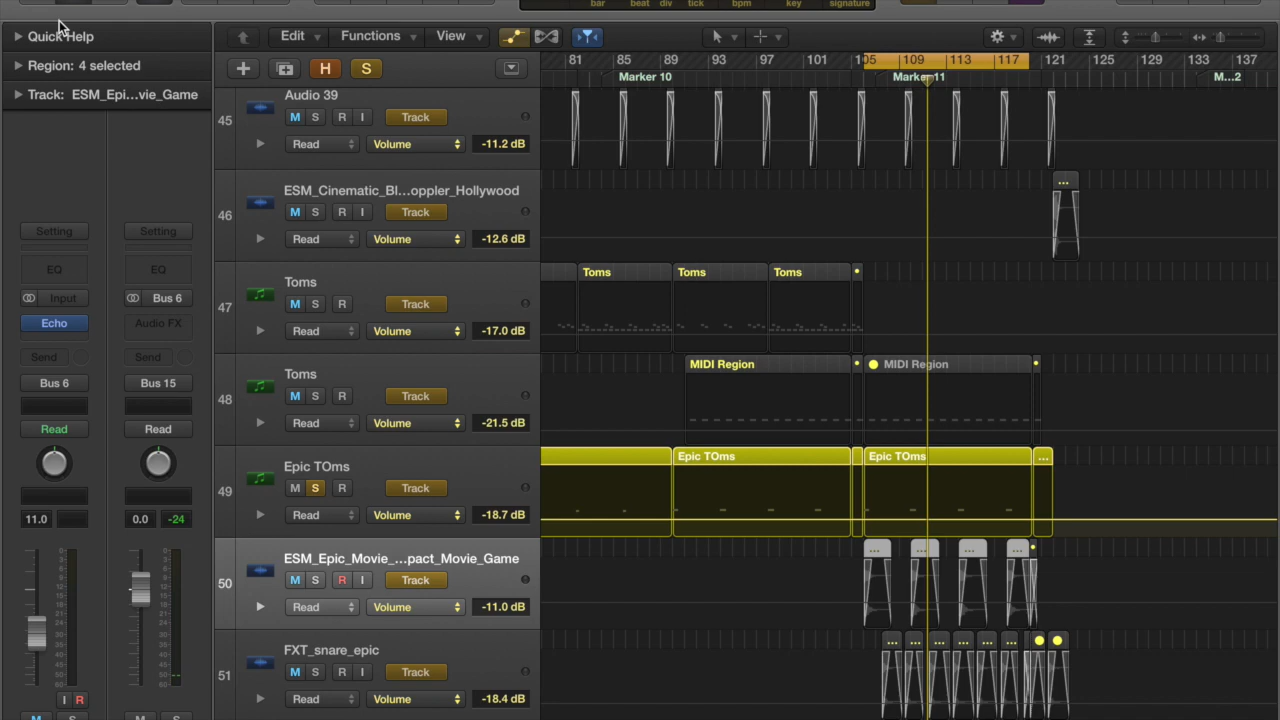 bar beat div tick bpm key signature
Quick Help
Region: 4 selected
Track: ESM_Epi...vie_Game
Edit Functions View
H S
81 85 89 93 97 101 105 109 113 117 121 129 133 137
Marker 10 Marker 11 M...2
45 Audio 39
M S R I Track
Read Volume -11.2 dB
46 ESM_Cinematic_Bl...oppler_Hollywood
M S R I Track
Read Volume -12.6 dB
...
47 Toms
M S R Track
Read Volume -17.0 dB
Toms Toms Toms
48 Toms
M S R Track
Read Volume -21.5 dB
MIDI Region MIDI Region
49 Epic TOms
M S R Track
Read Volume -18.7 dB
Epic TOms Epic TOms ...
50 ESM_Epic_Movie_...pact_Movie_Game
M S R I Track
Read Volume -11.0 dB
... ... ... ...
51 FXT_snare_epic
M S R I Track
Read Volume -18.4 dB
... ... ... ... ... ...
Setting Setting
EQ EQ
Input Bus 6
Echo Audio FX
Send Send
Bus 6 Bus 15
Read Read
11.0 0.0 -24
I R
M S M S